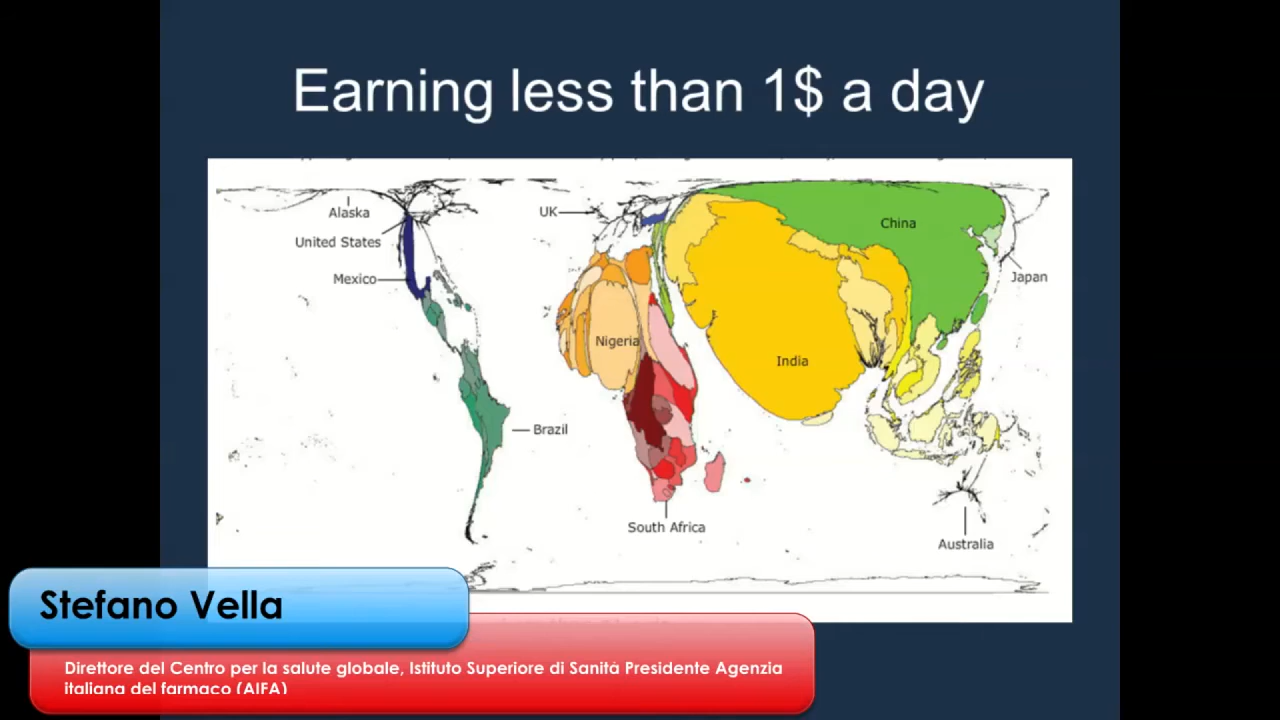 Earning less than 1$ a day
Alaska
UK
China
United States
Mexico
Japan
Nigeria
India
Brazil
South Africa
Australia
Stefano Vella
Direttore del Centro per la salute globale, Istituto Superiore di Sanità Presidente Agenzia
italiana del farmaco (AIFA)